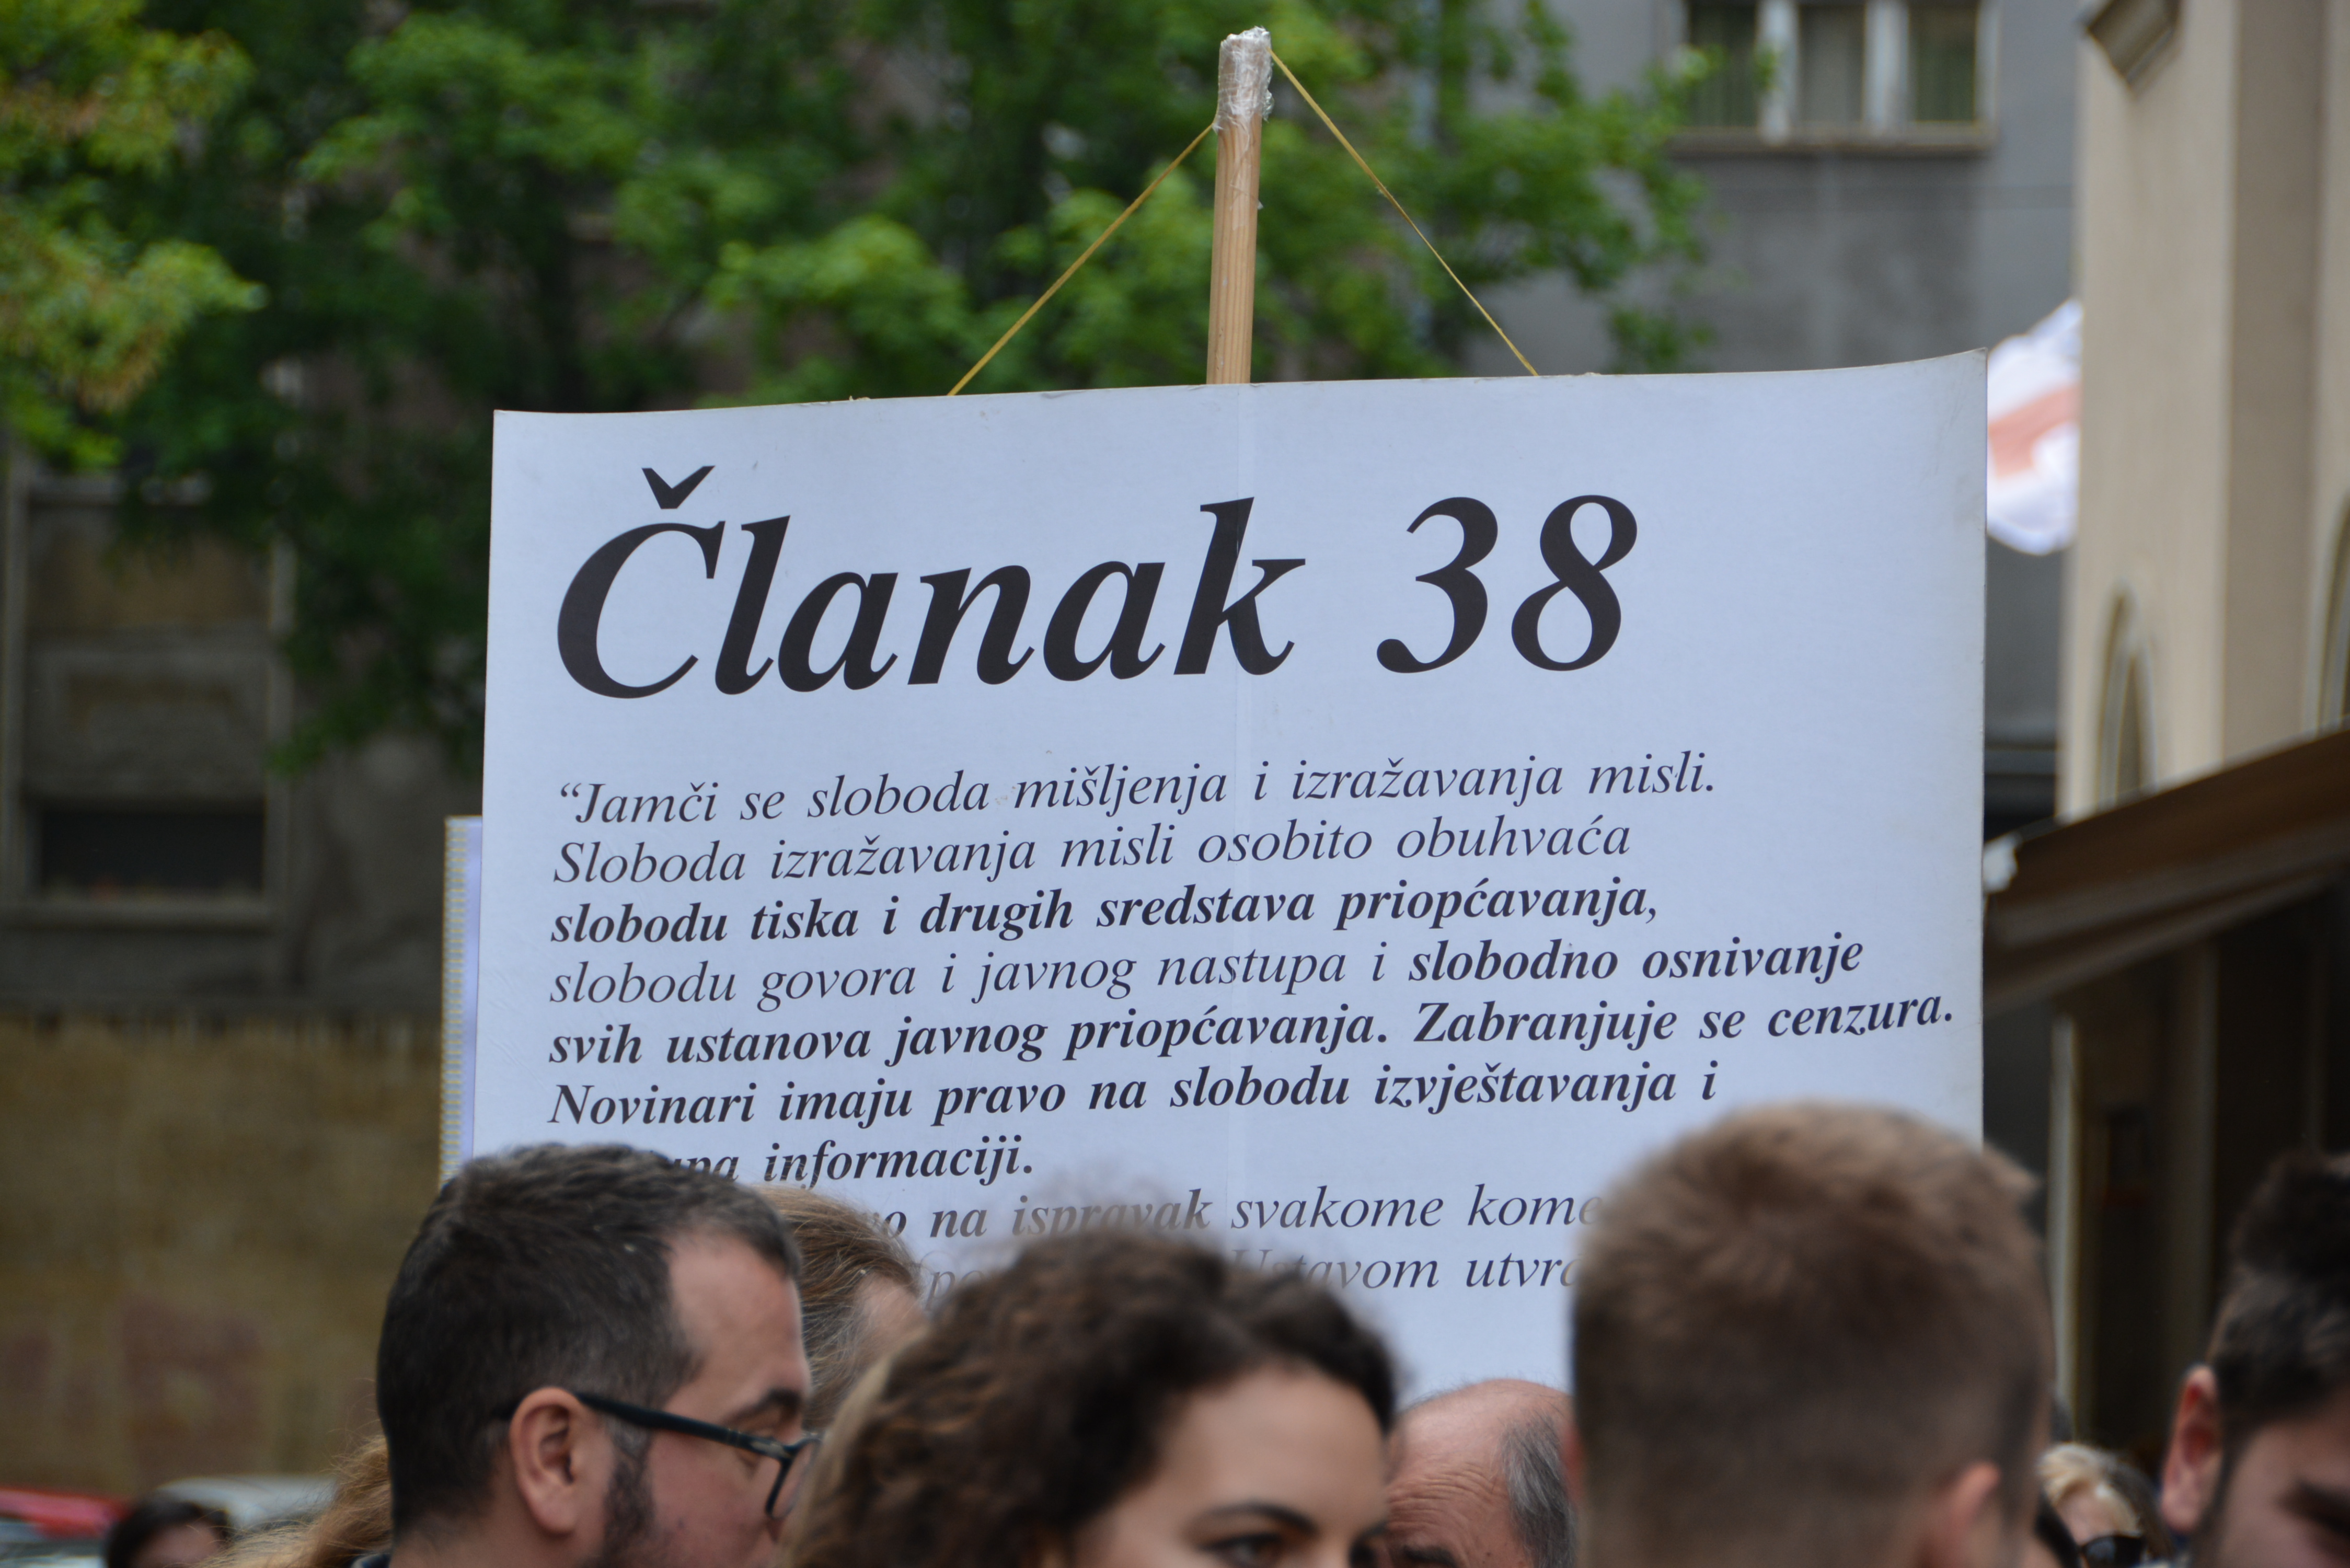 Članak 38
“Jamči se sloboda mišljenja i izražavanja misli.
Sloboda izražavanja misli osobito obuhvaća
slobodu tiska i drugih sredstava priopćavanja,
slobodu govora i javnog nastupa i slobodno osnivanje
svih ustanova javnog priopćavanja. Zabranjuje se cenzura.
Novinari imaju pravo na slobodu izvještavanja i
informaciji.
na ispravak svakome
Ustavom